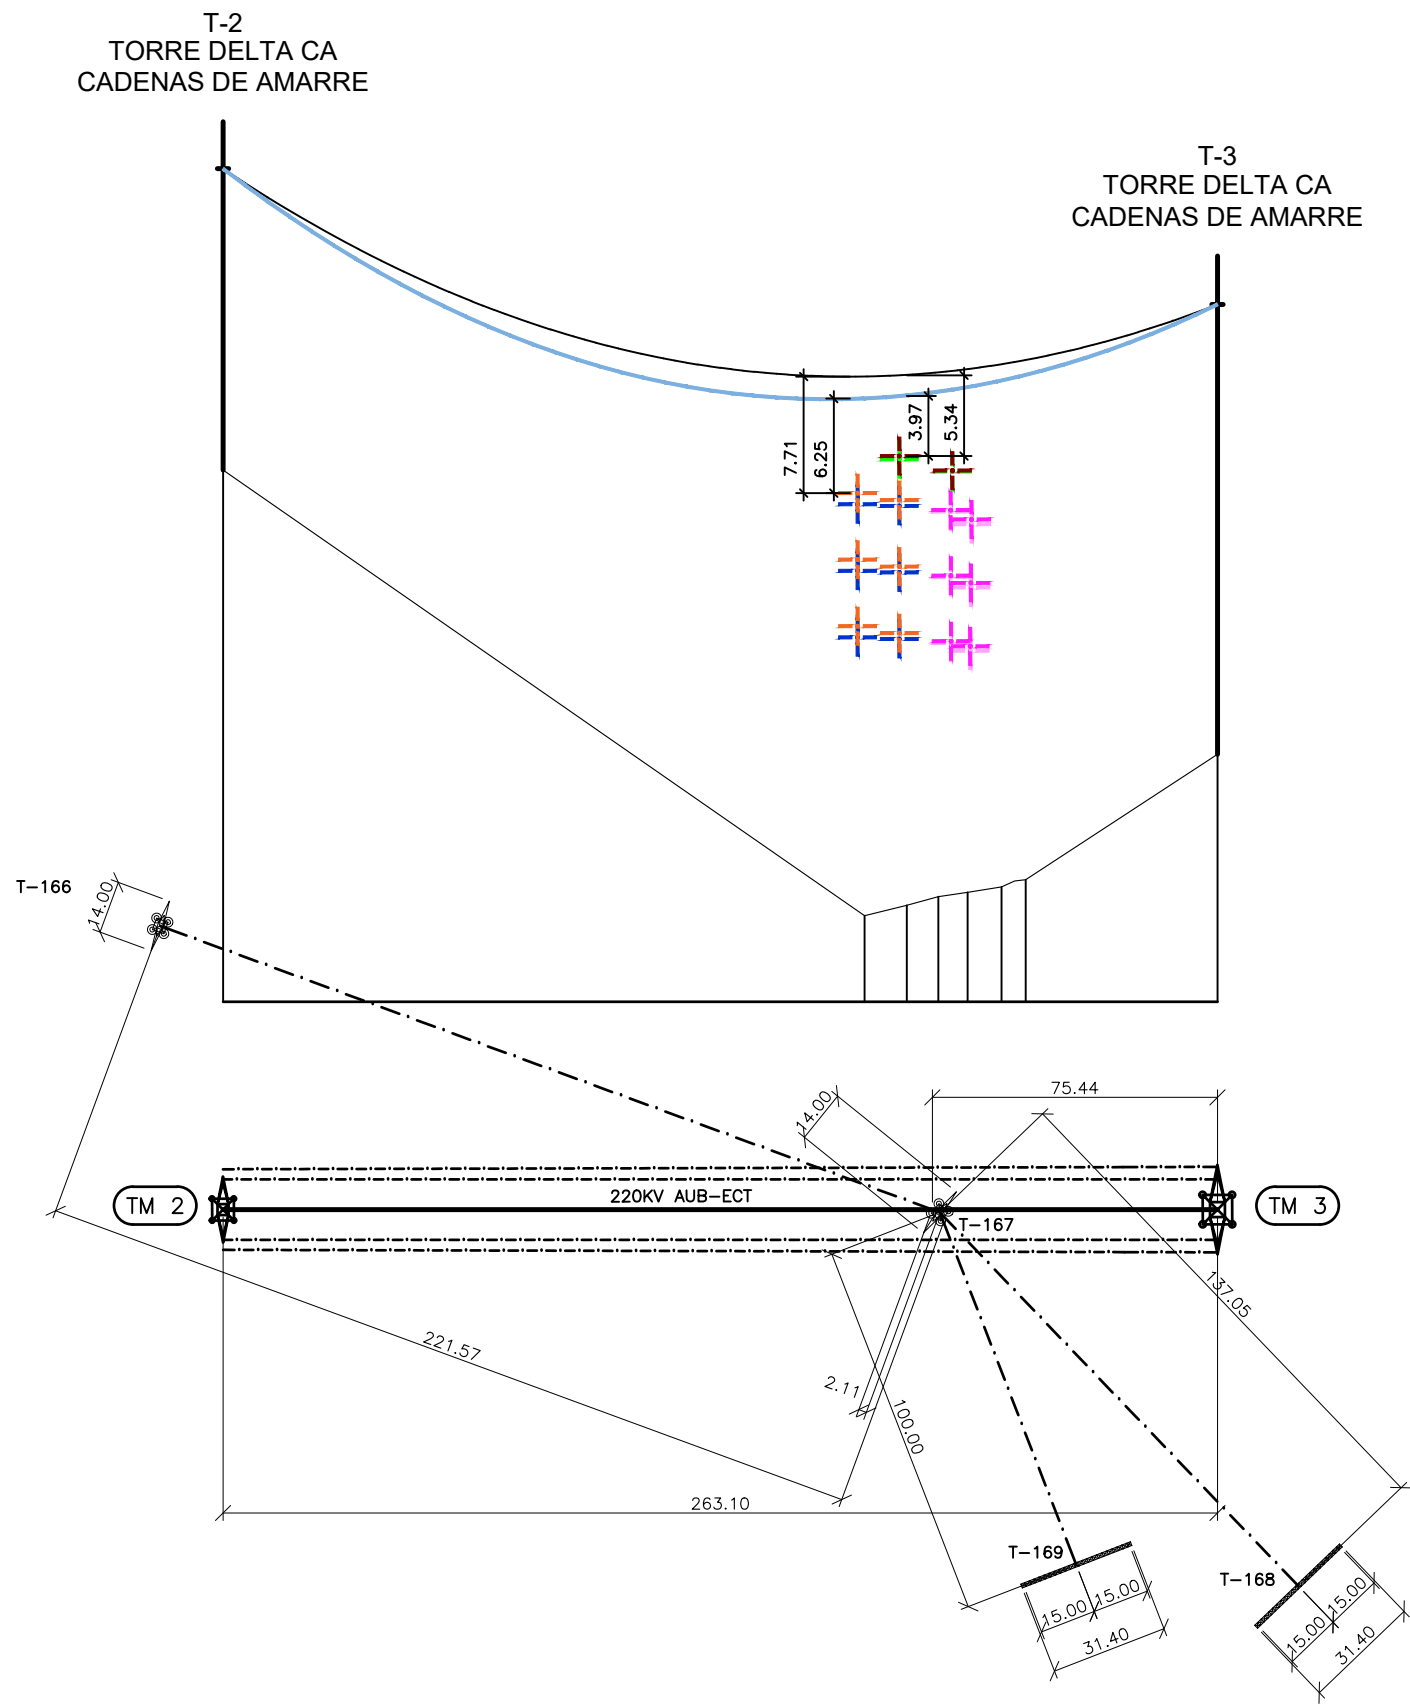 T-2
TORRE DELTA CA
CADENAS DE AMARRE
T-3
TORRE DELTA CA
CADENAS DE AMARRE
7.71
6.25
3.97
5.34
T-166
14.00
14.00
75.44
TM 2
220KV AUB-ECT
T-167
TM 3
137.05
221.57
2.11
100.00
263.10
T-169
15.00
15.00
31.40
T-168
15.00
15.00
31.40